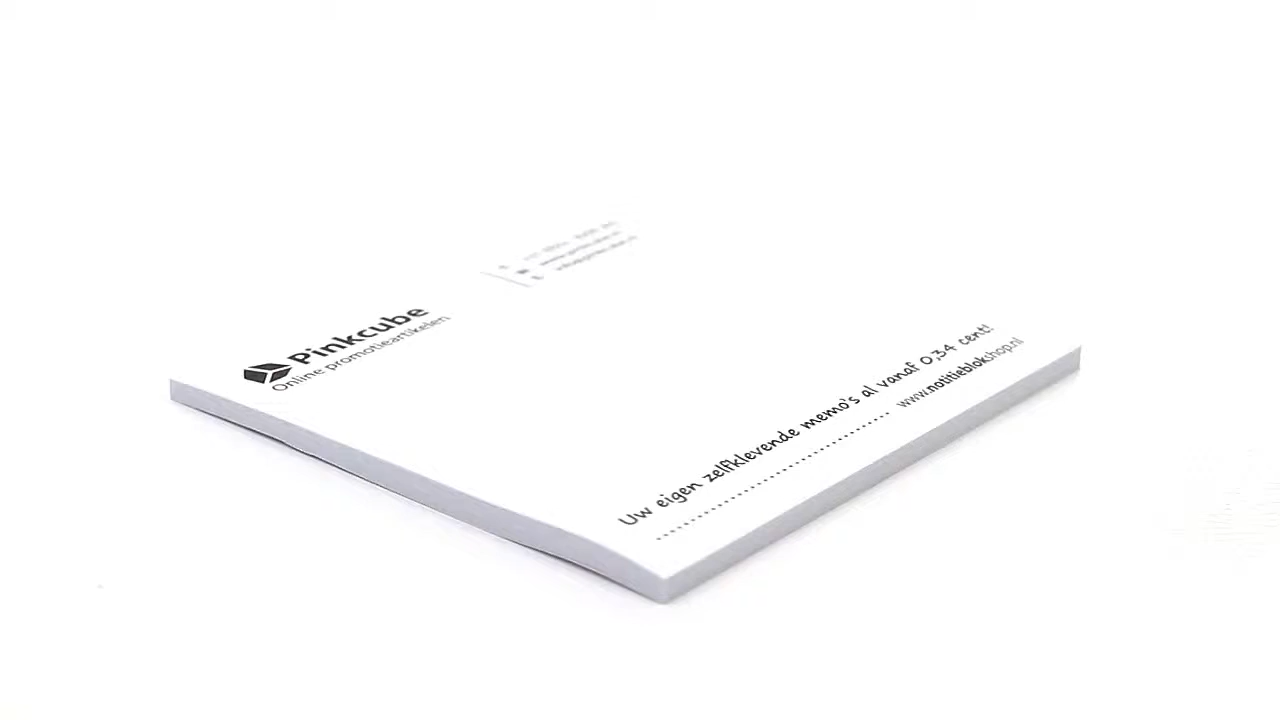 Pinkcube
Online promotieartikelen
Uw eigen zelfklevende memo's al vanaf 0,34 cent!
www.notitieblokshop.nl